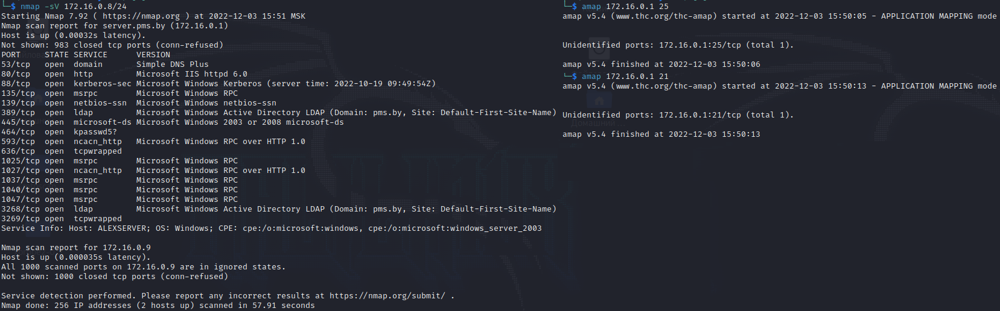 └─$ nmap -sV 172.16.0.8/24
Starting Nmap 7.92 ( https://nmap.org ) at 2022-12-03 15:51 MSK
Nmap scan report for server.pms.by (172.16.0.1)
Host is up (0.00032s latency).
Not shown: 983 closed tcp ports (conn-refused)
PORT     STATE SERVICE      VERSION
53/tcp   open  domain       Simple DNS Plus
80/tcp   open  http         Microsoft IIS httpd 6.0
88/tcp   open  kerberos-sec Microsoft Windows Kerberos (server time: 2022-10-19 09:49:54Z)
135/tcp  open  msrpc        Microsoft Windows RPC
139/tcp  open  netbios-ssn  Microsoft Windows netbios-ssn
389/tcp  open  ldap         Microsoft Windows Active Directory LDAP (Domain: pms.by, Site: Default-First-Site-Name)
445/tcp  open  microsoft-ds Microsoft Windows 2003 or 2008 microsoft-ds
464/tcp  open  kpasswd5?
593/tcp  open  ncacn_http   Microsoft Windows RPC over HTTP 1.0
636/tcp  open  tcpwrapped
1025/tcp open  msrpc        Microsoft Windows RPC
1027/tcp open  ncacn_http   Microsoft Windows RPC over HTTP 1.0
1037/tcp open  msrpc        Microsoft Windows RPC
1040/tcp open  msrpc        Microsoft Windows RPC
1047/tcp open  msrpc        Microsoft Windows RPC
3268/tcp open  ldap         Microsoft Windows Active Directory LDAP (Domain: pms.by, Site: Default-First-Site-Name)
3269/tcp open  tcpwrapped
Service Info: Host: ALEXSERVER; OS: Windows; CPE: cpe:/o:microsoft:windows, cpe:/o:microsoft:windows_server_2003
Nmap scan report for 172.16.0.9
Host is up (0.000035s latency).
All 1000 scanned ports on 172.16.0.9 are in ignored states.
Not shown: 1000 closed tcp ports (conn-refused)
Service detection performed. Please report any incorrect results at https://nmap.org/submit/ .
Nmap done: 256 IP addresses (2 hosts up) scanned in 57.91 seconds
└─$ amap 172.16.0.1 25
amap v5.4 (www.thc.org/thc-amap) started at 2022-12-03 15:50:05 - APPLICATION MAPPING mode
Unidentified ports: 172.16.0.1:25/tcp (total 1).
amap v5.4 finished at 2022-12-03 15:50:06
└─$ amap 172.16.0.1 21
amap v5.4 (www.thc.org/thc-amap) started at 2022-12-03 15:50:13 - APPLICATION MAPPING mode
Unidentified ports: 172.16.0.1:21/tcp (total 1).
Домашний
amap v5.4 finished at 2022-12-03 15:50:13